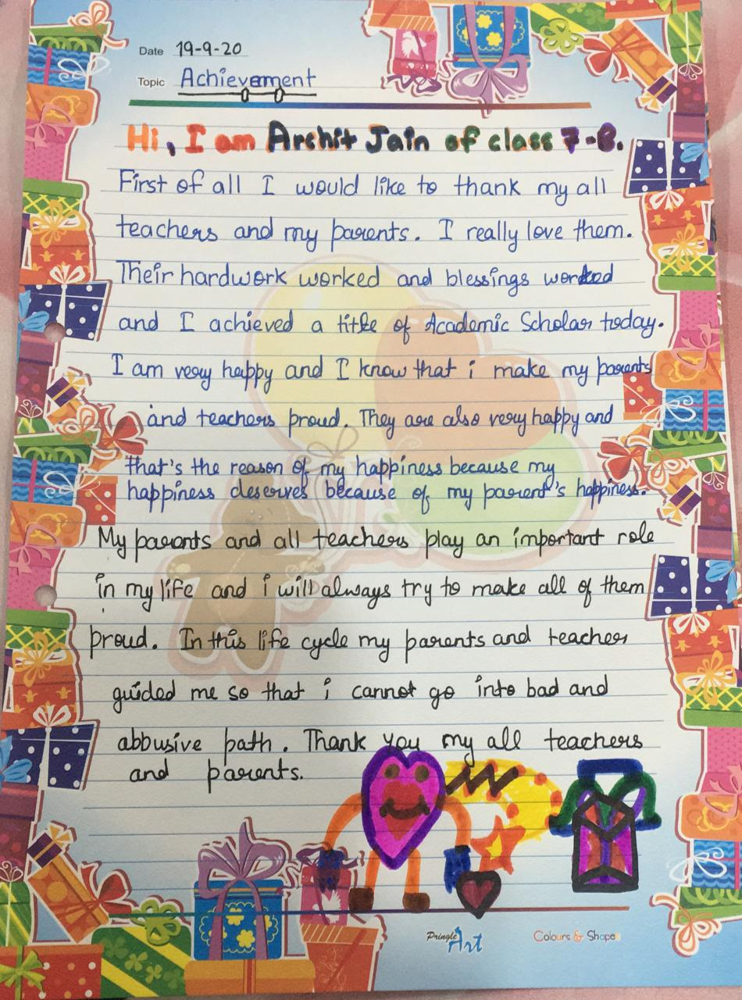 Date 19-9-20
Topic Achievement
Hi, I am Archit Jain of class 7-B.
First of all I would like to thank my all
teachers and my parents. I really love them.
Their hardwork worked and blessings worked
and I achieved a title of Academic Scholar today.
I am very happy and I know that i make my parents
and teachers proud. They are also very happy and
that's the reason of my happiness because my
happiness deserves because of my parent's happiness.
My parents and all teachers play an important role
in my life and i will always try to make all of them
proud. In this life cycle my parents and teacher
guided me so that i cannot go into bad and
abbusive path. Thank you my all teachers
and parents.
Pringle Art Colours & Shapes